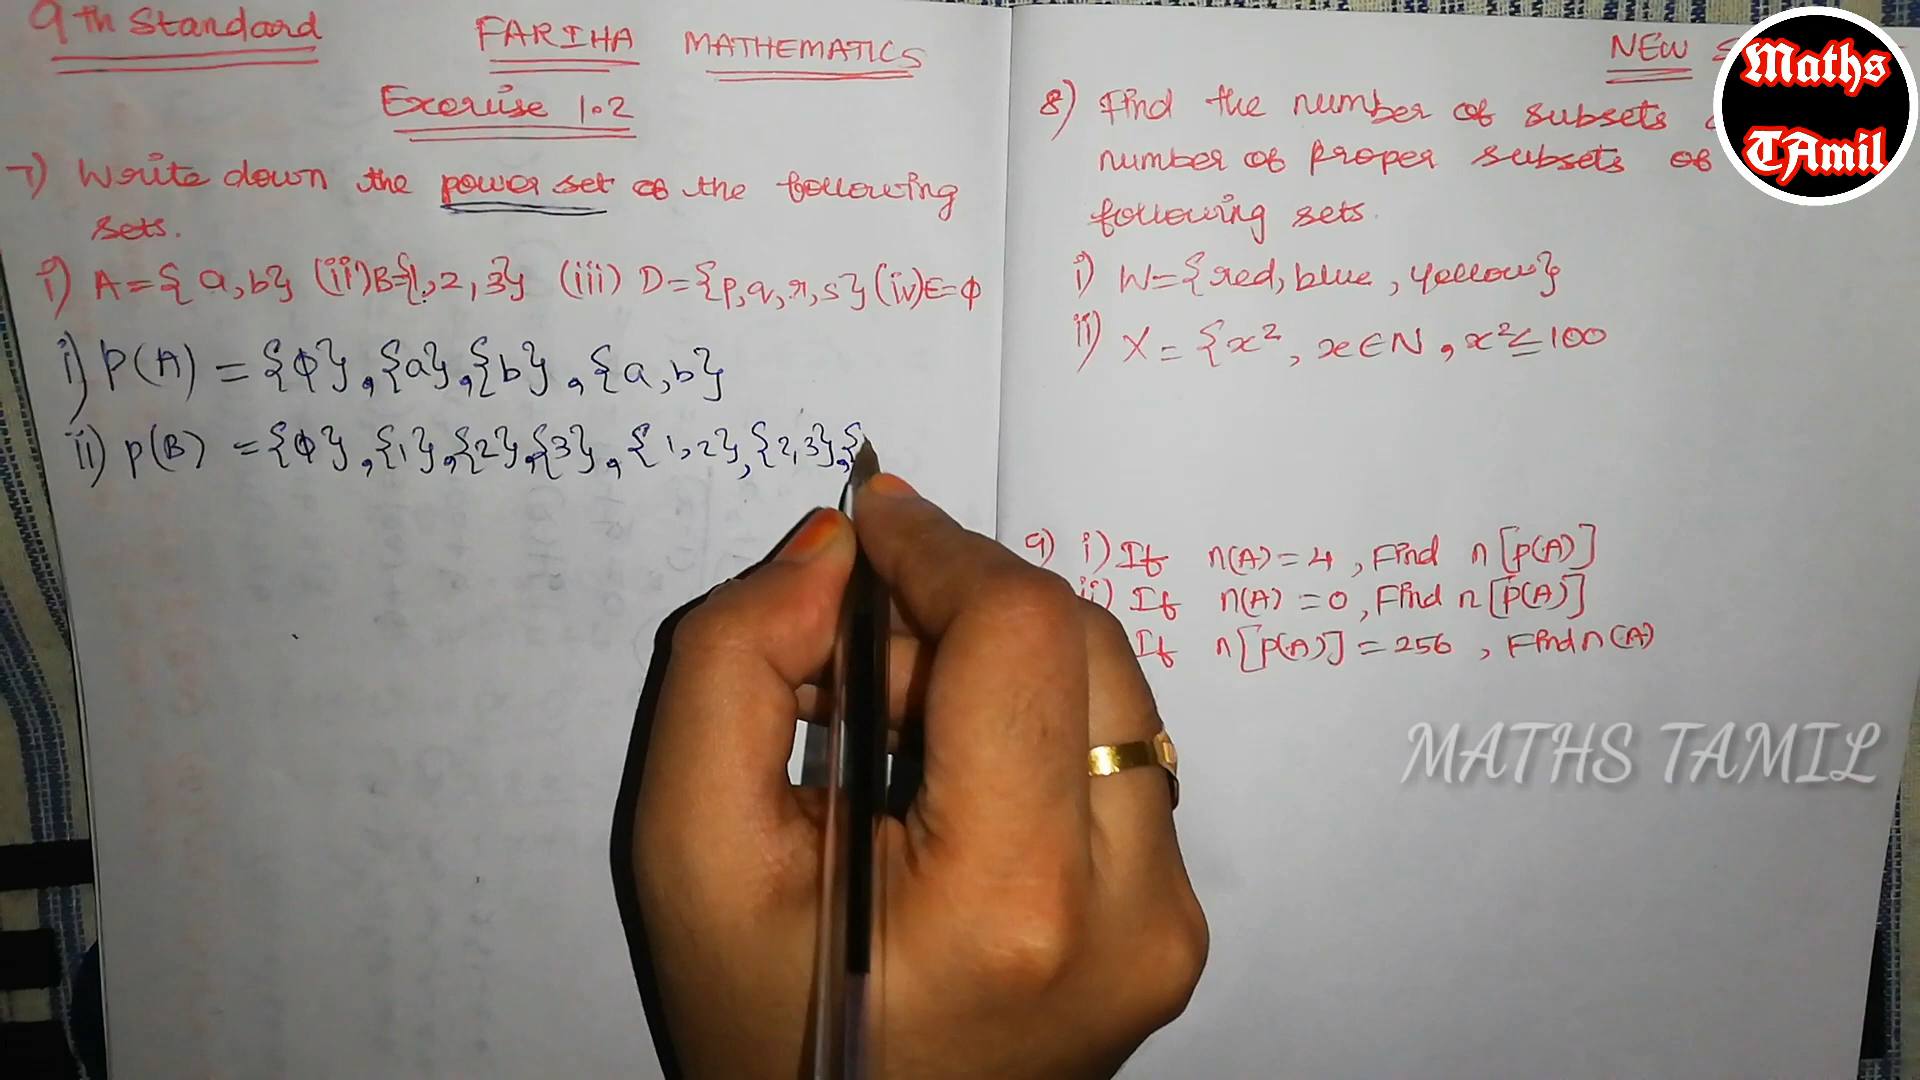 9th Standard FARIHA MATHEMATICS
Exercise 1.2
7) Write down the power set of the following
sets.
i) A={a,b} (ii) B={1,2,3} (iii) D={p,q,r,s} (iv) E=ϕ
i) P(A) = {ϕ},{a},{b},{a,b}
ii) P(B) = {ϕ},{1},{2},{3},{1,2},{2,3},{
NEW
8) Find the number of subsets
number of proper subsets of
following sets.
i) W={red, blue, yellow}
ii) X = {x², x∈N, x²≤100
9) i) If n(A)=4, Find n[P(A)]
ii) If n(A)=0, Find n[P(A)]
If n[P(A)]=256, Find n(A)
Maths
TAmil
MATHS TAMIL